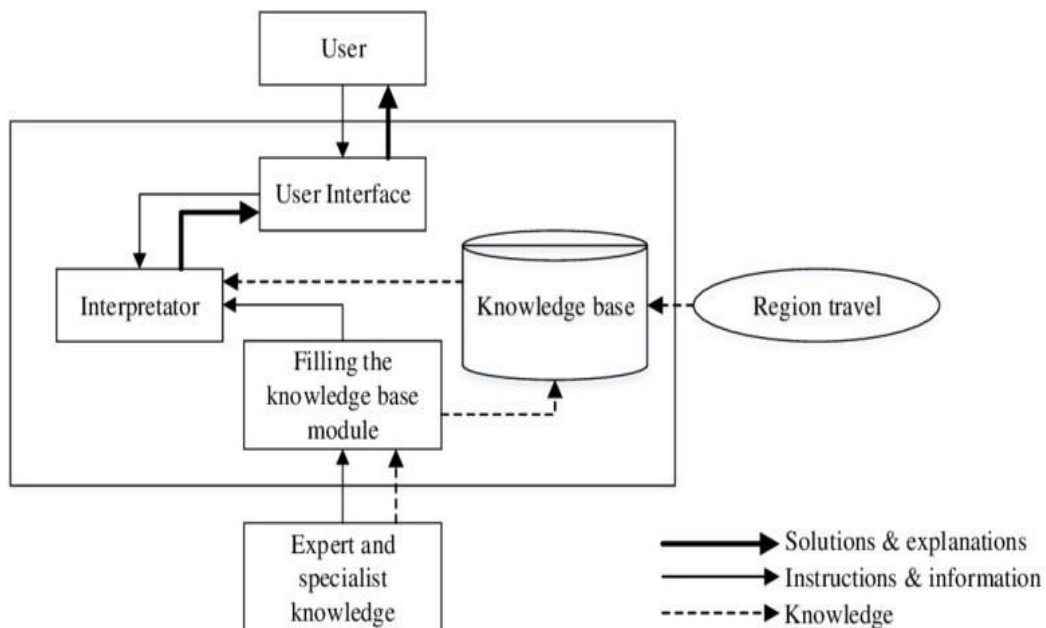 User
User Interface
Interpretator
Knowledge base
Region travel
Filling the
knowledge base
module
Expert and
specialist
knowledge
Solutions & explanations
Instructions & information
Knowledge